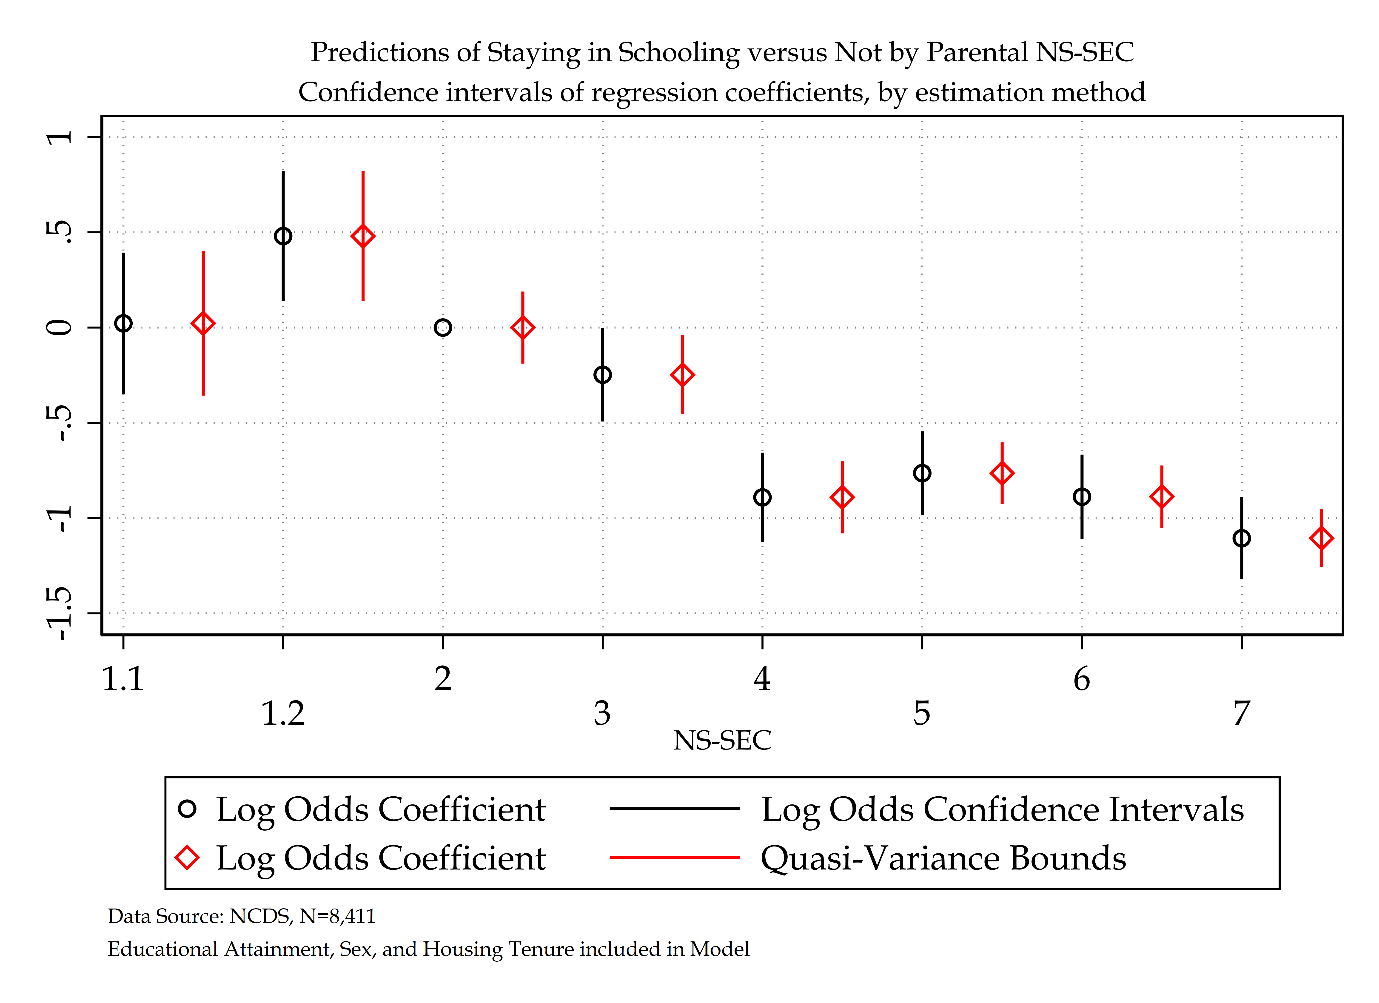 Predictions of Staying in Schooling versus Not by Parental NS-SEC
Confidence intervals of regression coefficients, by estimation method
1
.5
0
-.5
-1
-1.5
1.1
1.2
2
3
4
5
6
7
NS-SEC
Log Odds Coefficient
Log Odds Confidence Intervals
Log Odds Coefficient
Quasi-Variance Bounds
Data Source: NCDS, N=8,411
Educational Attainment, Sex, and Housing Tenure included in Model